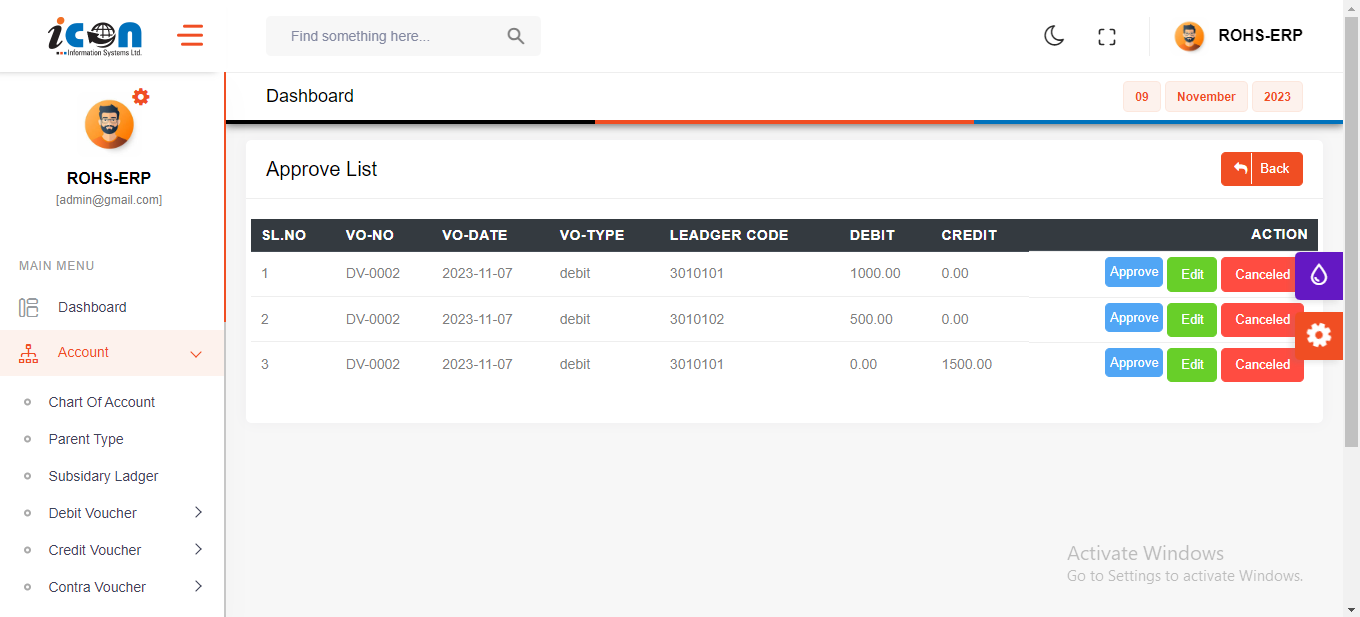 icon
Information Systems Ltd.
Find something here...
ROHS-ERP
ROHS-ERP
[admin@gmail.com]
MAIN MENU
Dashboard
Account
Chart Of Account
Parent Type
Subsidary Ladger
Debit Voucher
Credit Voucher
Contra Voucher
Dashboard
09 November 2023
Approve List
Back
SL.NO VO-NO VO-DATE VO-TYPE LEADGER CODE DEBIT CREDIT ACTION
1 DV-0002 2023-11-07 debit 3010101 1000.00 0.00 Approve Edit Canceled
2 DV-0002 2023-11-07 debit 3010102 500.00 0.00 Approve Edit Canceled
3 DV-0002 2023-11-07 debit 3010101 0.00 1500.00 Approve Edit Canceled
Activate Windows
Go to Settings to activate Windows.